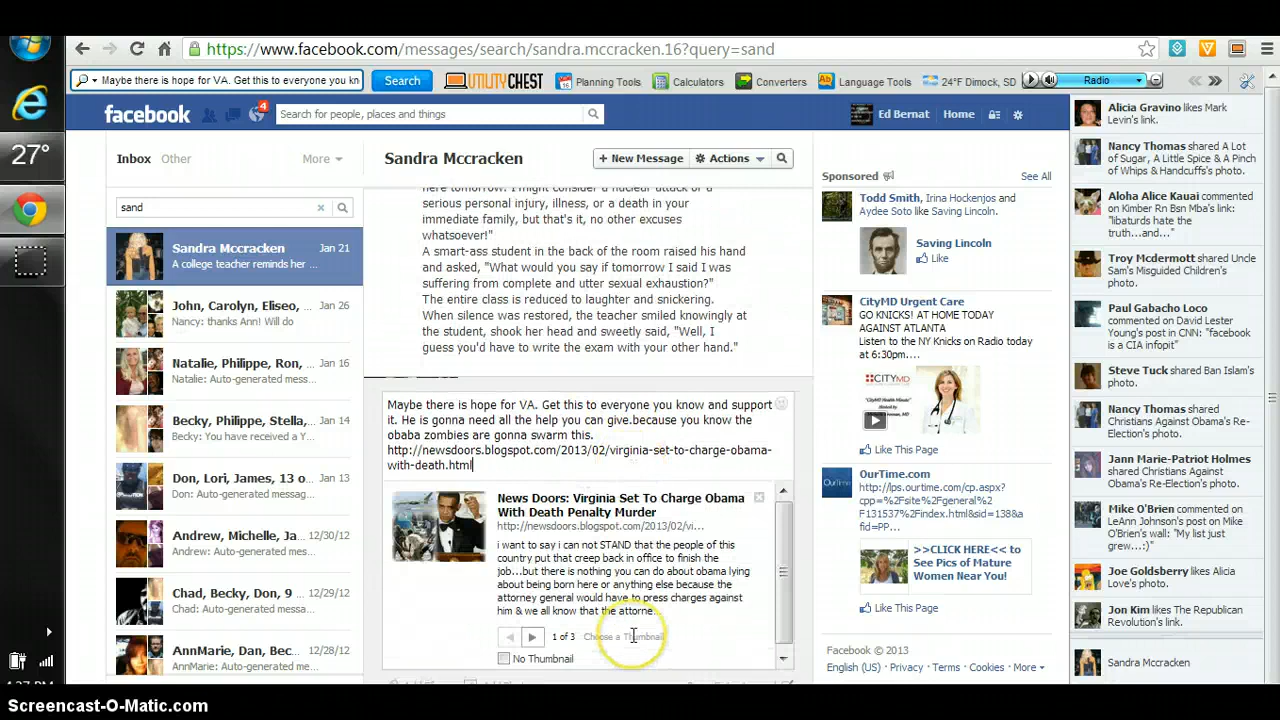 https://www.facebook.com/messages/search/sandra.mccracken.16?query=sand
Maybe there is hope for VA. Get this to everyone you kn
Search
UTILITYCHEST
Planning Tools
Calculators
Converters
Language Tools
24°F Dimock, SD
Radio
27°
facebook
4
Search for people, places and things
Ed Bernat
Home
Inbox
Other
More
Sandra Mccracken
+ New Message
Actions
sand
Sandra Mccracken
Jan 21
A college teacher reminds her ...
John, Carolyn, Eliseo, ...
Jan 26
Nancy: thanks Ann! Will do
Natalie, Philippe, Ron, ...
Jan 16
Natalie: Auto-generated mess...
Becky, Philippe, Stella, ...
Jan 14
Becky: You have received a Y...
Don, Lori, James, 13 o...
Jan 5
Don: Auto-generated messag...
Andrew, Michelle, Ja...
12/30/12
Andrew: Auto-generated me...
Chad, Becky, Don, 9 ...
12/29/12
Chad: Auto-generated messa...
AnnMarie, Dan, Bec...
12/28/12
AnnMarie: Auto-generated m...
here tomorrow. I might consider a nuclear attack or a
serious personal injury, illness, or a death in your
immediate family, but that's it, no other excuses
whatsoever!"
A smart-ass student in the back of the room raised his hand
and asked, "What would you say if tomorrow I said I was
suffering from complete and utter sexual exhaustion?"
The entire class is reduced to laughter and snickering.
When silence was restored, the teacher smiled knowingly at
the student, shook her head and sweetly said, "Well, I
guess you'd have to write the exam with your other hand."
Maybe there is hope for VA. Get this to everyone you know and support
it. He is gonna need all the help you can give.because you know the
obaba zombies are gonna swarm this.
http://newsdoors.blogspot.com/2013/02/virginia-set-to-charge-obama-
with-death.html
News Doors: Virginia Set To Charge Obama
With Death Penalty Murder
http://newsdoors.blogspot.com/2013/02/vi...
i want to say i can not STAND that the people of this
country put that creep back in office to finish the
job...but there is nothing you can do about obama lying
about being born here or anything else because the
attorney general would have to press charges against
him & we all know that the attorne...
1 of 3
Choose a Thumbnail
No Thumbnail
Sponsored
See All
Todd Smith, Irina Hockenjos and
Aydee Soto like Saving Lincoln.
Saving Lincoln
Like
CityMD Urgent Care
GO KNICKS! AT HOME TODAY
AGAINST ATLANTA
Listen to the NY Knicks on Radio today
at 6:30pm....
CITYMD
Like This Page
OurTime.com
OurTime
http://lps.ourtime.com/cp.aspx?
cpp=%2Fsite%2Fgeneral%2
F131537%2Findex.html&sid=138&a
fid=PP...
>>CLICK HERE<< to
See Pics of Mature
Women Near You!
Like This Page
Facebook © 2013
English (US) · Privacy · Terms · Cookies · More
Alicia Gravino likes Mark
Levin's link.
Nancy Thomas shared A Lot
of Sugar, A Little Spice & A Pinch
of Whips & Handcuffs's photo.
Aloha Alice Kauai commented
on Kimber Rn Bsn Mba's link:
"libaturds hate the
truth...and..."
Troy Mcdermott shared Uncle
Sam's Misguided Children's
photo.
Paul Gabacho Loco
commented on David Lester
Young's post in CNN: "facebook
is a CIA infopit"
Steve Tuck shared Ban Islam's
photo.
Nancy Thomas shared
Christians Against Obama's Re-
Election's photo.
Jann Marie-Patriot Holmes
shared Christians Against
Obama's Re-Election's photo.
Mike O'Brien commented on
LeAnn Johnson's post on Mike
O'Brien's wall: "My list just
grew...:)"
Joe Goldberg likes Alicia
Love's photo.
Jon Kim likes The Republican
Revolution's link.
Sandra Mccracken
Screencast-O-Matic.com